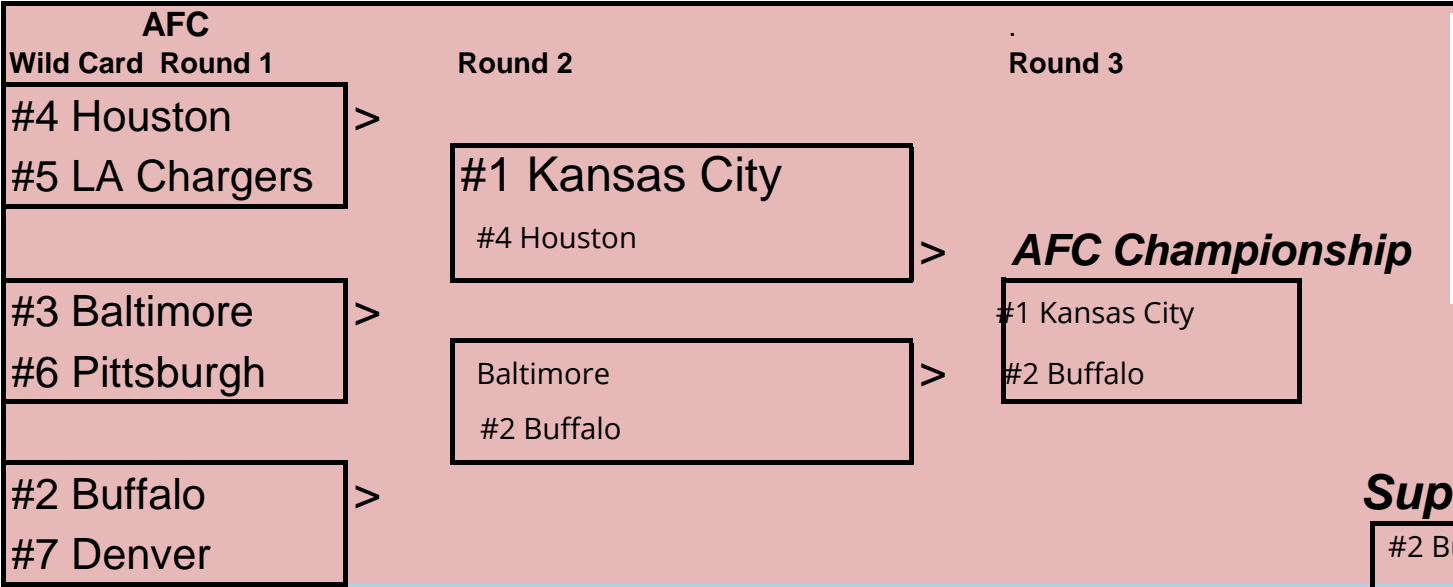 AFC
.
Wild Card Round 1
Round 2
Round 3
#4 Houston
>
#5 LA Chargers
#1 Kansas City
#4 Houston
>
AFC Championship
#3 Baltimore
>
#1 Kansas City
#6 Pittsburgh
Baltimore
>
#2 Buffalo
#2 Buffalo
#2 Buffalo
>
#7 Denver
Sup
#2 B